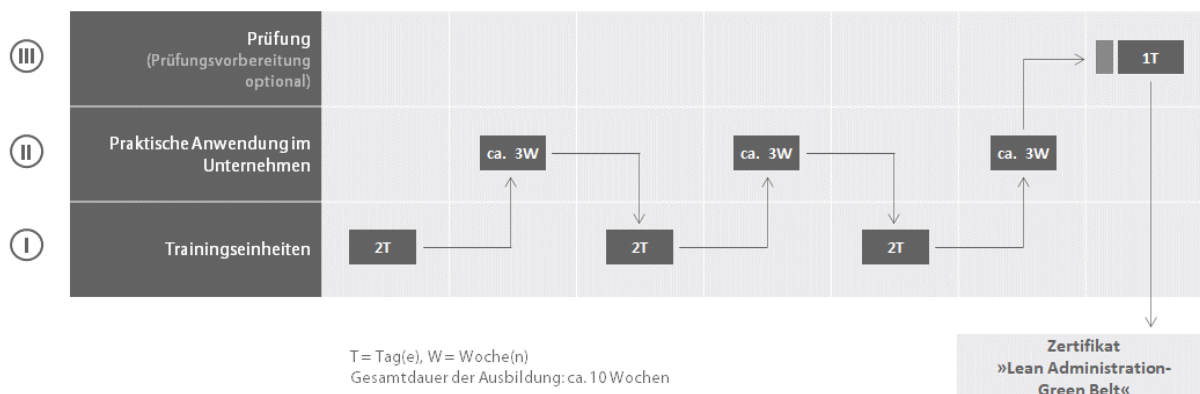 III
Prüfung
(Prüfungsvorbereitung
optional)
1T
II
Praktische Anwendung im
Unternehmen
ca. 3W
ca. 3W
ca. 3W
I
Trainingseinheiten
2T
2T
2T
T = Tag(e), W = Woche(n)
Gesamtdauer der Ausbildung: ca. 10 Wochen
Zertifikat
»Lean Administration-
Green Belt«